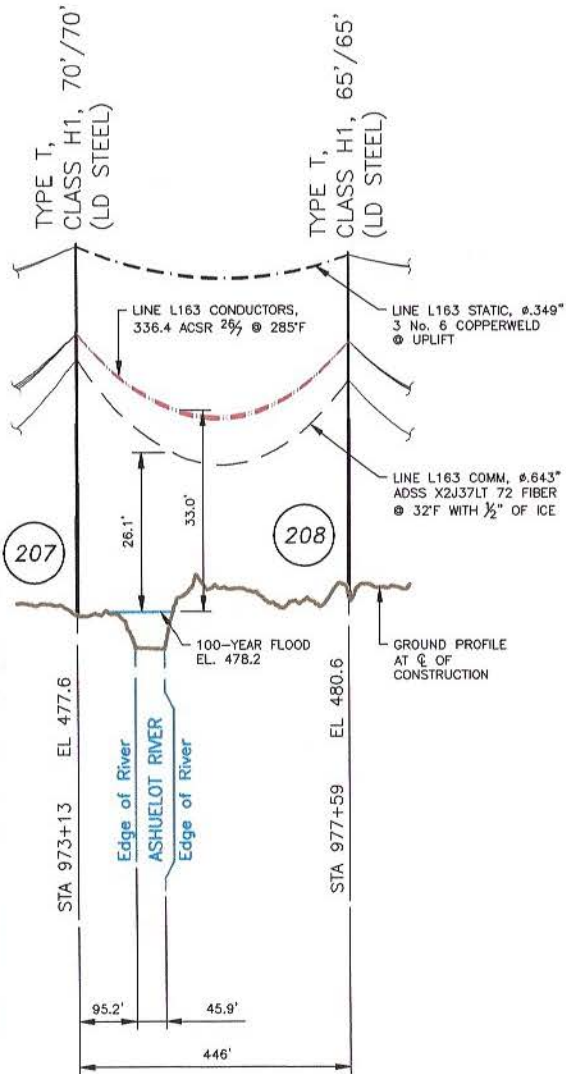 TYPE T,
CLASS H1, 70'/70'
(LD STEEL)
TYPE T,
CLASS H1, 65'/65'
(LD STEEL)
LINE L163 CONDUCTORS,
336.4 ACSR 26/7 @ 285°F
LINE L163 STATIC, ø.349"
3 No. 6 COPPERWELD
@ UPLIFT
LINE L163 COMM, ø.643"
ADSS X2J37LT 72 FIBER
@ 32°F WITH ½" OF ICE
26.1'
33.0'
207
208
100-YEAR FLOOD
EL. 478.2
GROUND PROFILE
AT ℄ OF
CONSTRUCTION
STA 973+13 EL 477.6
Edge of River
ASHUELOT RIVER
Edge of River
STA 977+59 EL 480.6
95.2'
45.9'
446'